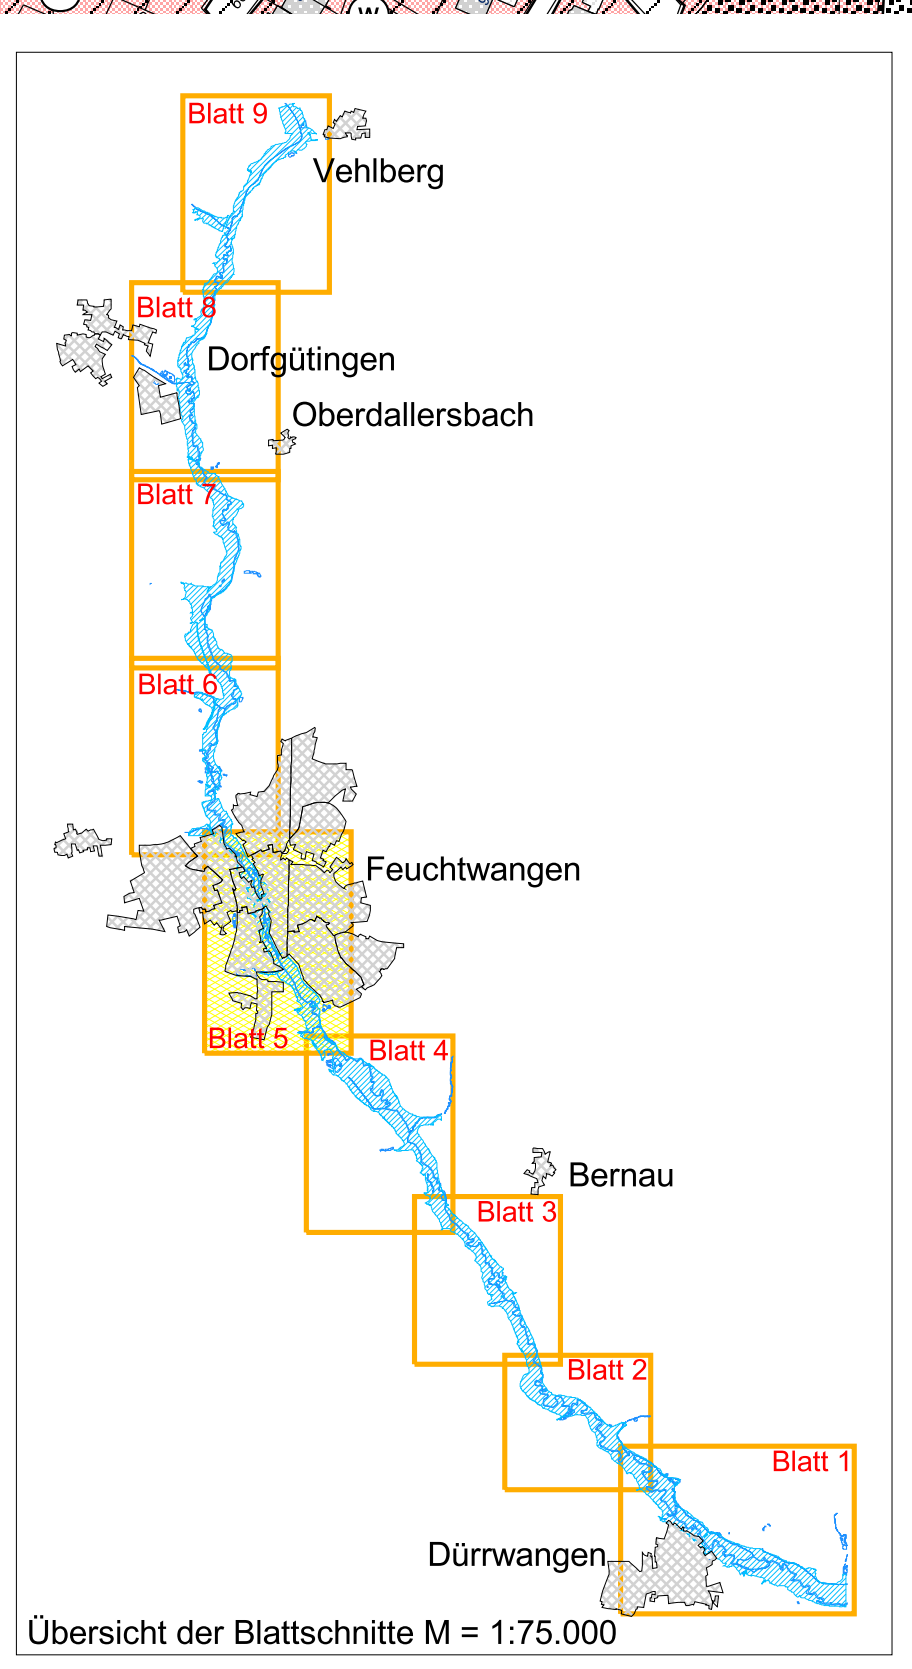 W
Blatt 9
Vehlberg
Blatt 8
Dorfgütingen
Oberdallersbach
Blatt 7
Blatt 6
Feuchtwangen
Blatt 5
Blatt 4
Bernau
Blatt 3
Blatt 2
Blatt 1
Dürrwangen
Übersicht der Blattschnitte M = 1:75.000